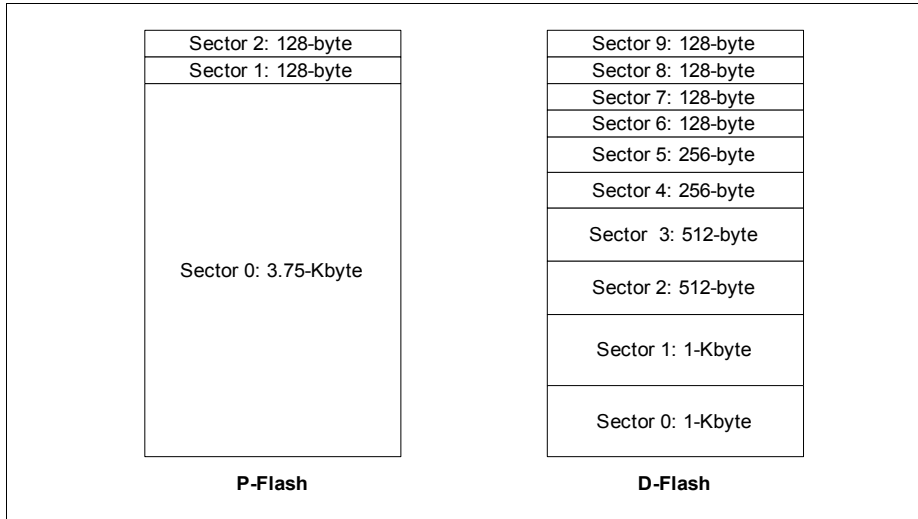 Sector 2: 128-byte
Sector 1: 128-byte
Sector 0: 3.75-Kbyte
P-Flash
Sector 9: 128-byte
Sector 8: 128-byte
Sector 7: 128-byte
Sector 6: 128-byte
Sector 5: 256-byte
Sector 4: 256-byte
Sector 3: 512-byte
Sector 2: 512-byte
Sector 1: 1-Kbyte
Sector 0: 1-Kbyte
D-Flash